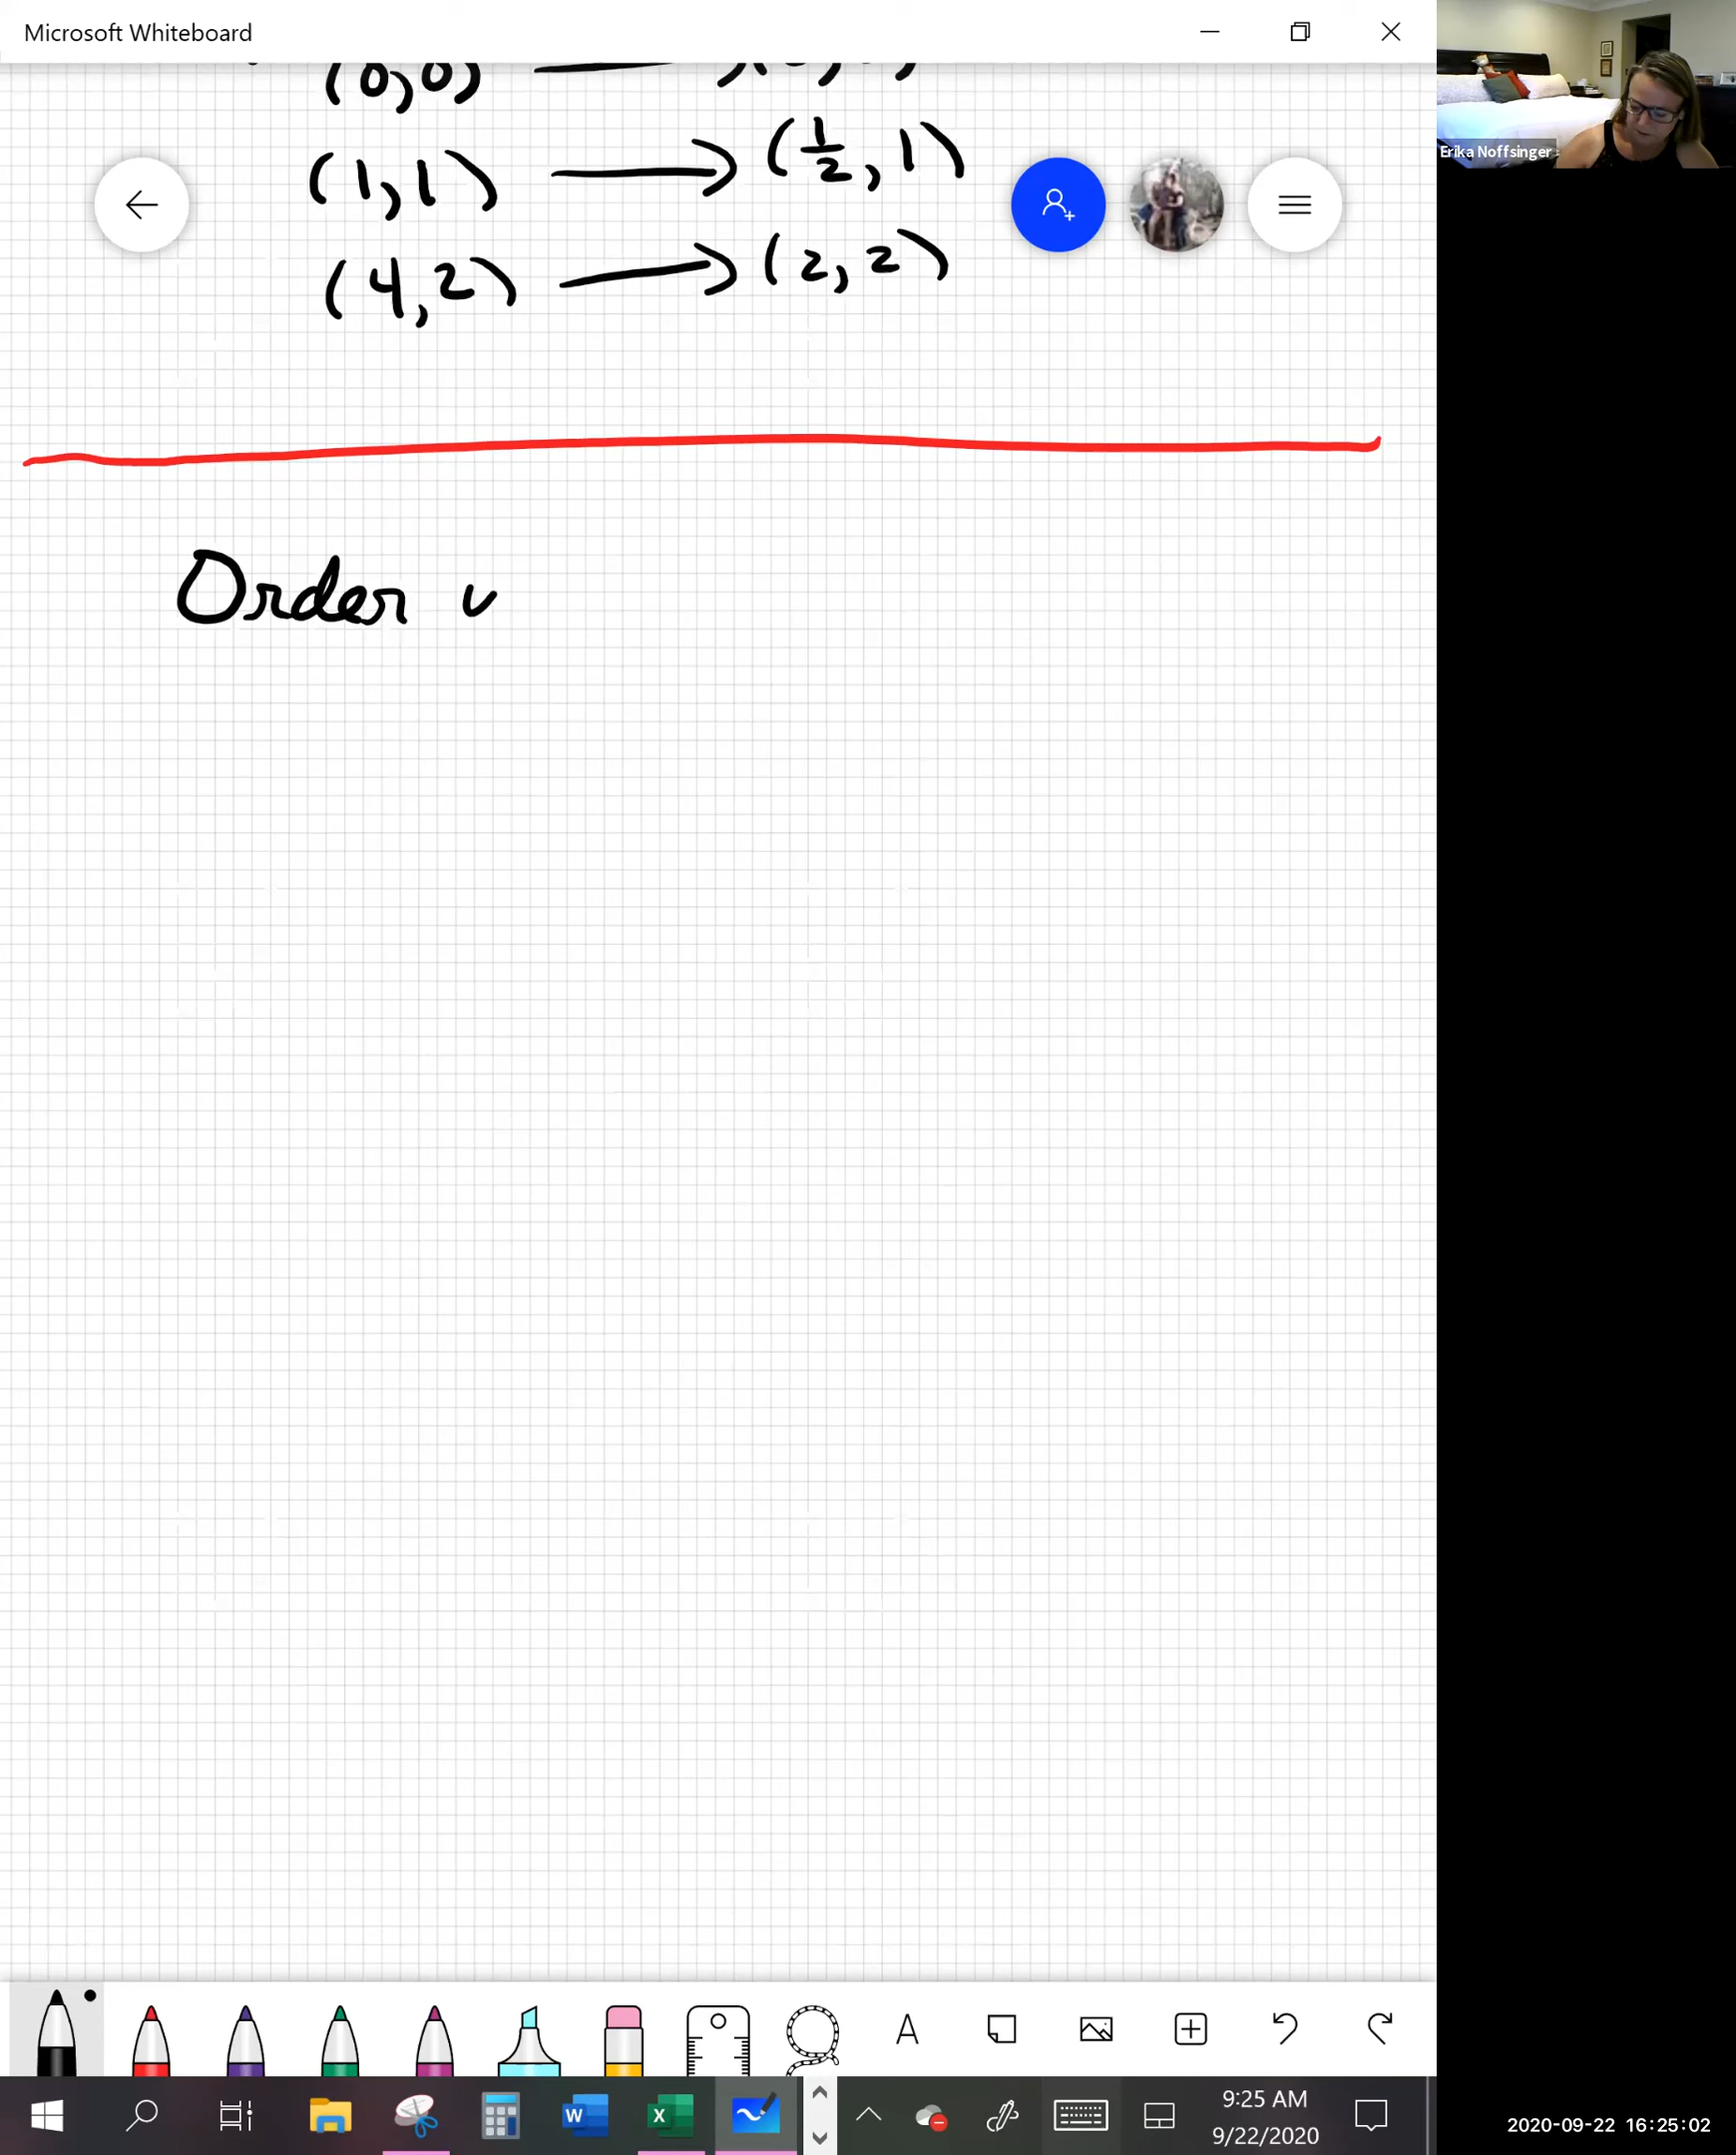 Microsoft Whiteboard
(0,0)
(1,1) → (1/2, 1)
(4,2) → (2,2)
Erika Noffsinger
Order
A
W
X
9:25 AM
9/22/2020
2020-09-22 16:25:02